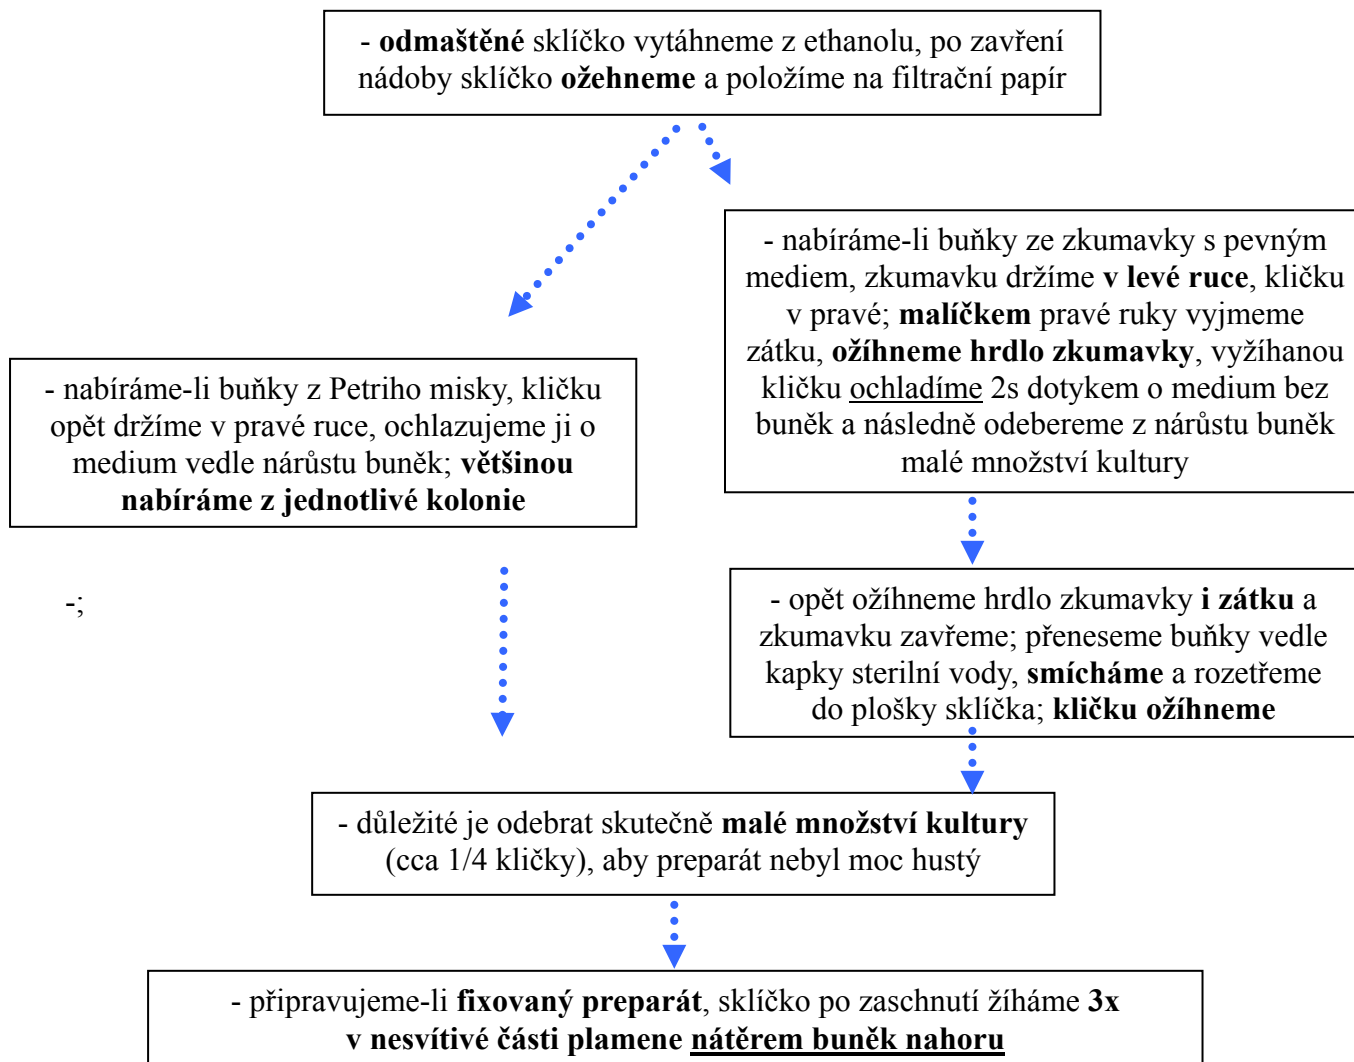 - odmaštěné sklíčko vytáhneme z ethanolu, po zavření
nádoby sklíčko ožehneme a položíme na filtrační papír
- nabíráme-li buňky ze zkumavky s pevným
mediem, zkumavku držíme v levé ruce, kličku
v pravé; malíčkem pravé ruky vyjmeme
zátku, ožíhneme hrdlo zkumavky, vyžíhanou
kličku ochladíme 2s dotykem o medium bez
buněk a následně odebereme z nárůstu buněk
malé množství kultury
- nabíráme-li buňky z Petriho misky, kličku
opět držíme v pravé ruce, ochlazujeme ji o
medium vedle nárůstu buněk; většinou
nabíráme z jednotlivé kolonie
-;
- opět ožíhneme hrdlo zkumavky i zátku a
zkumavku zavřeme; přeneseme buňky vedle
kapky sterilní vody, smícháme a rozetřeme
do plošky sklíčka; kličku ožíhneme
- důležité je odebrat skutečně malé množství kultury
(cca 1/4 kličky), aby preparát nebyl moc hustý
- připravujeme-li fixovaný preparát, sklíčko po zaschnutí žíháme 3x
v nesvítivé části plamene nátěrem buněk nahoru